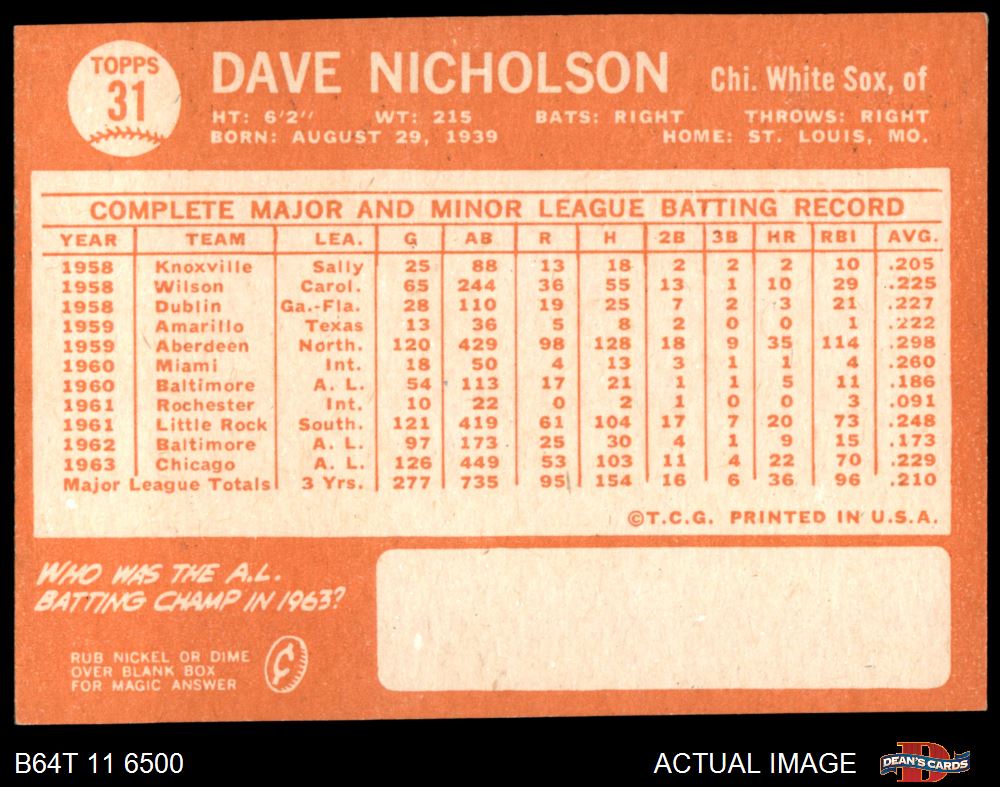 TOPPS
31
DAVE NICHOLSON Chi. White Sox, of
HT: 6'2" WT: 215 BATS: RIGHT THROWS: RIGHT
BORN: AUGUST 29, 1939 HOME: ST. LOUIS, MO.
COMPLETE MAJOR AND MINOR LEAGUE BATTING RECORD
YEAR TEAM LEA. G AB R H 2B 3B HR RBI AVG.
1958 Knoxville Sally 25 88 13 18 2 2 2 10 .205
1958 Wilson Carol. 65 244 36 55 13 1 10 29 .225
1958 Dublin Ga.-Fla. 28 110 19 25 7 2 3 21 .227
1959 Amarillo Texas 13 36 5 8 2 0 0 1 .222
1959 Aberdeen North. 120 429 98 128 18 9 35 114 .298
1960 Miami Int. 18 50 4 13 3 1 1 4 .260
1960 Baltimore A. L. 54 113 17 21 1 1 5 11 .186
1961 Rochester Int. 10 22 0 2 1 0 0 3 .091
1961 Little Rock South. 121 419 61 104 17 7 20 73 .248
1962 Baltimore A. L. 97 173 25 30 4 1 9 15 .173
1963 Chicago A. L. 126 449 53 103 11 4 22 70 .229
Major League Totals 3 Yrs. 277 735 95 154 16 6 36 96 .210
©T.C.G. PRINTED IN U.S.A.
WHO WAS THE A.L.
BATTING CHAMP IN 1963?
RUB NICKEL OR DIME
OVER BLANK BOX
FOR MAGIC ANSWER
¢
B64T 11 6500 ACTUAL IMAGE
D
DEAN'S CARDS